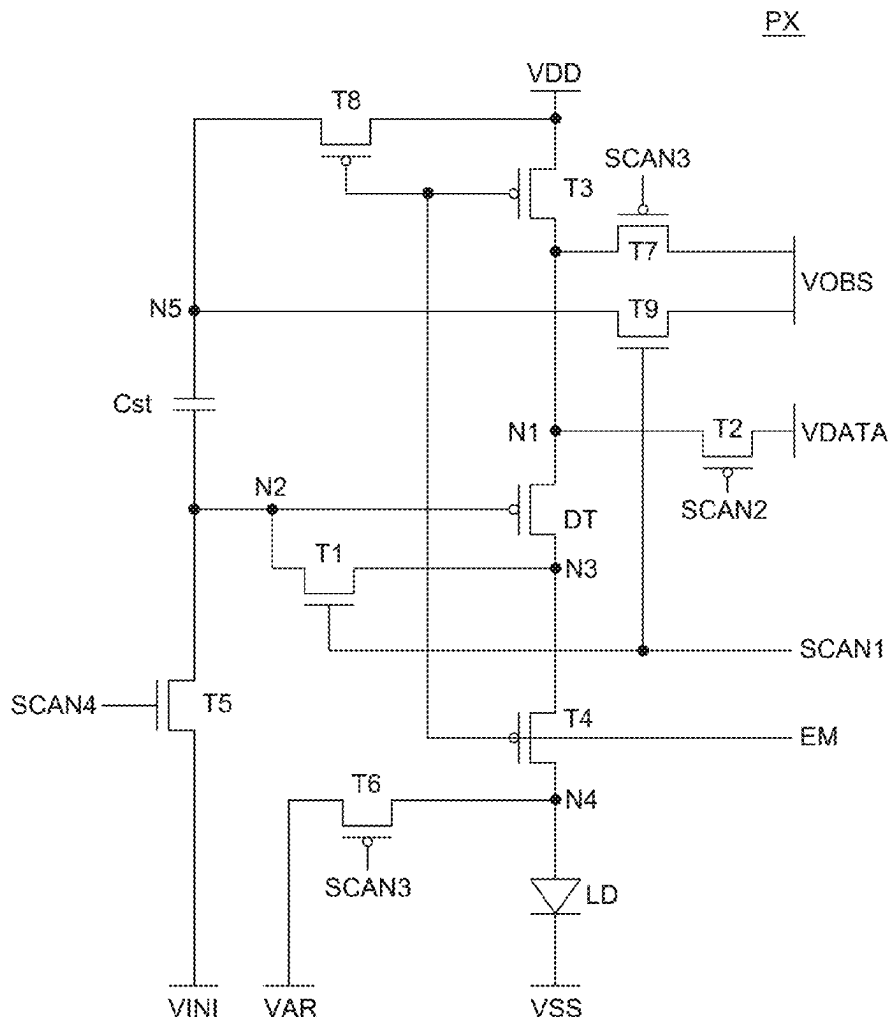 PX
VDD
T8
SCAN3
T3
T7
VOBS
N5
T9
Cst
N1
T2
VDATA
N2
SCAN2
DT
T1
N3
SCAN1
SCAN4
T5
T4
EM
T6
N4
SCAN3
LD
VINI
VAR
VSS